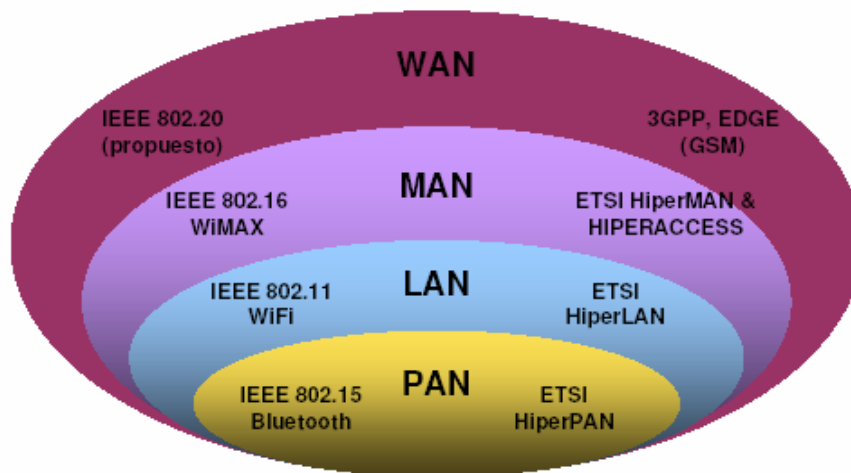 WAN
IEEE 802.20
(propuesto)
3GPP, EDGE
(GSM)
MAN
IEEE 802.16
WiMAX
ETSI HiperMAN &
HIPERACCESS
LAN
IEEE 802.11
WiFi
ETSI
HiperLAN
PAN
IEEE 802.15
Bluetooth
ETSI
HiperPAN